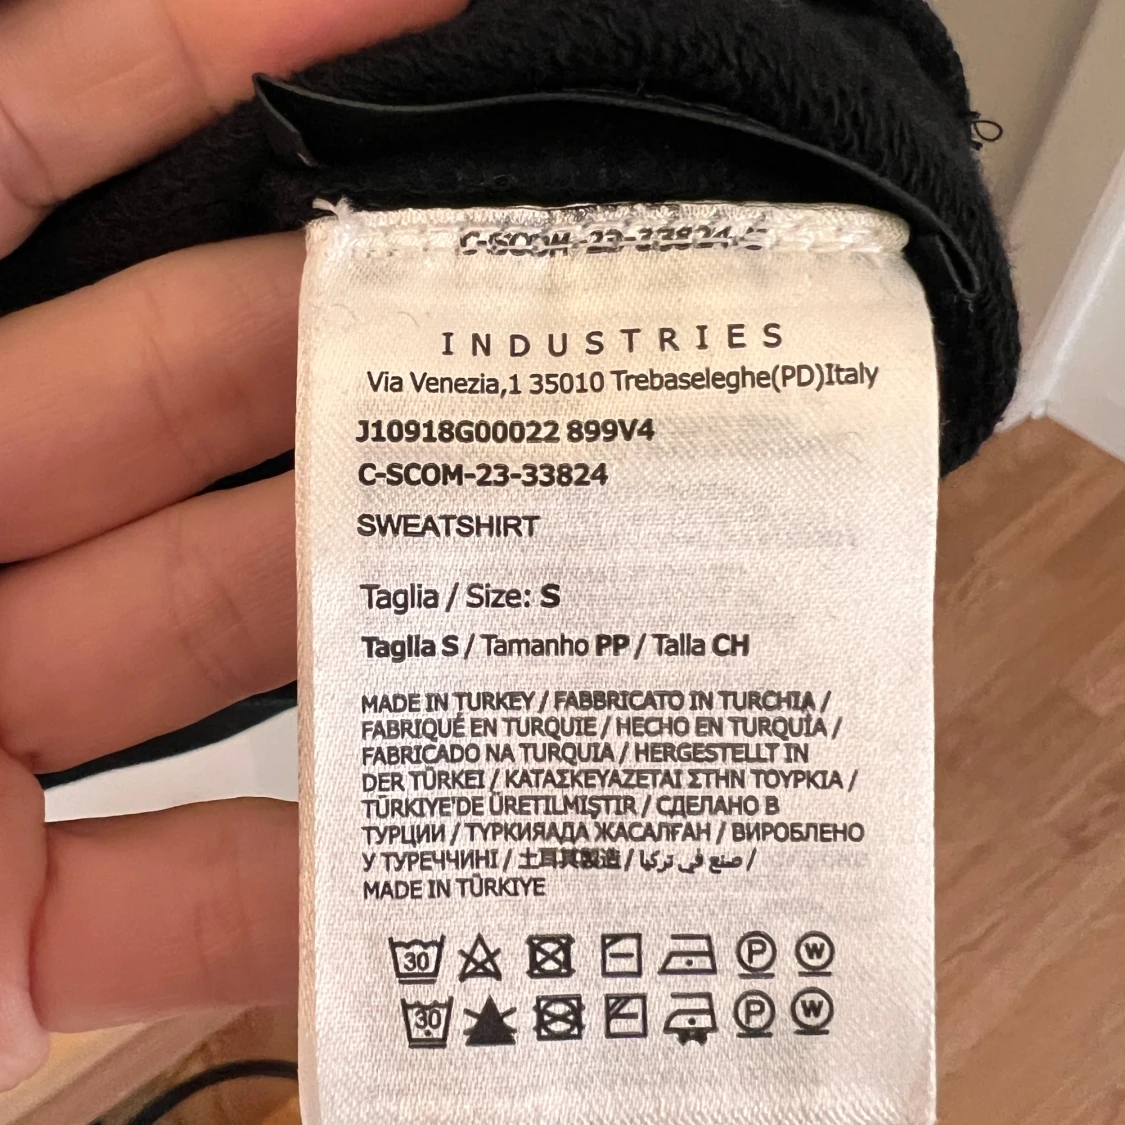 C-SCOM-23-33824-S
I N D U S T R I E S
Via Venezia,1 35010 Trebaseleghe(PD)Italy
J10918G00022 899V4
C-SCOM-23-33824
SWEATSHIRT
Taglia / Size: S
Taglia S / Tamanho PP / Talla CH
MADE IN TURKEY / FABBRICATO IN TURCHIA /
FABRIQUÉ EN TURQUIE / HECHO EN TURQUÍA /
FABRICADO NA TURQUIA / HERGESTELLT IN
DER TÜRKEI / ΚΑΤΑΣΚΕΥΑΖΕΤΑΙ ΣΤΗΝ ΤΟΥΡΚΙΑ /
TÜRKIYE'DE ÜRETILMIŞTIR / СДЕЛАНО В
ТУРЦИИ / ТҮРКИЯАДА ЖАСАЛҒАН / ВИРОБЛЕНО
У ТУРЕЧЧИНІ / 土耳其製造 / صنع في تركيا /
MADE IN TÜRKIYE
30 P W
30 P W